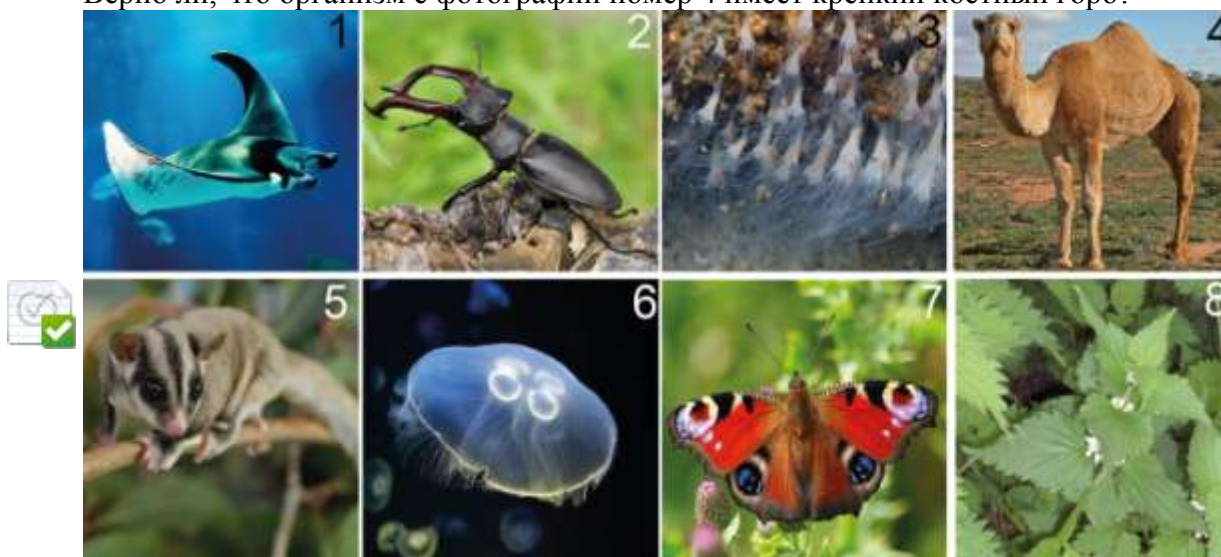 Верно ли, что организм с фотографии номер 4 имеет крепкий костный горб?
1 2 3 4
5 6 7 8